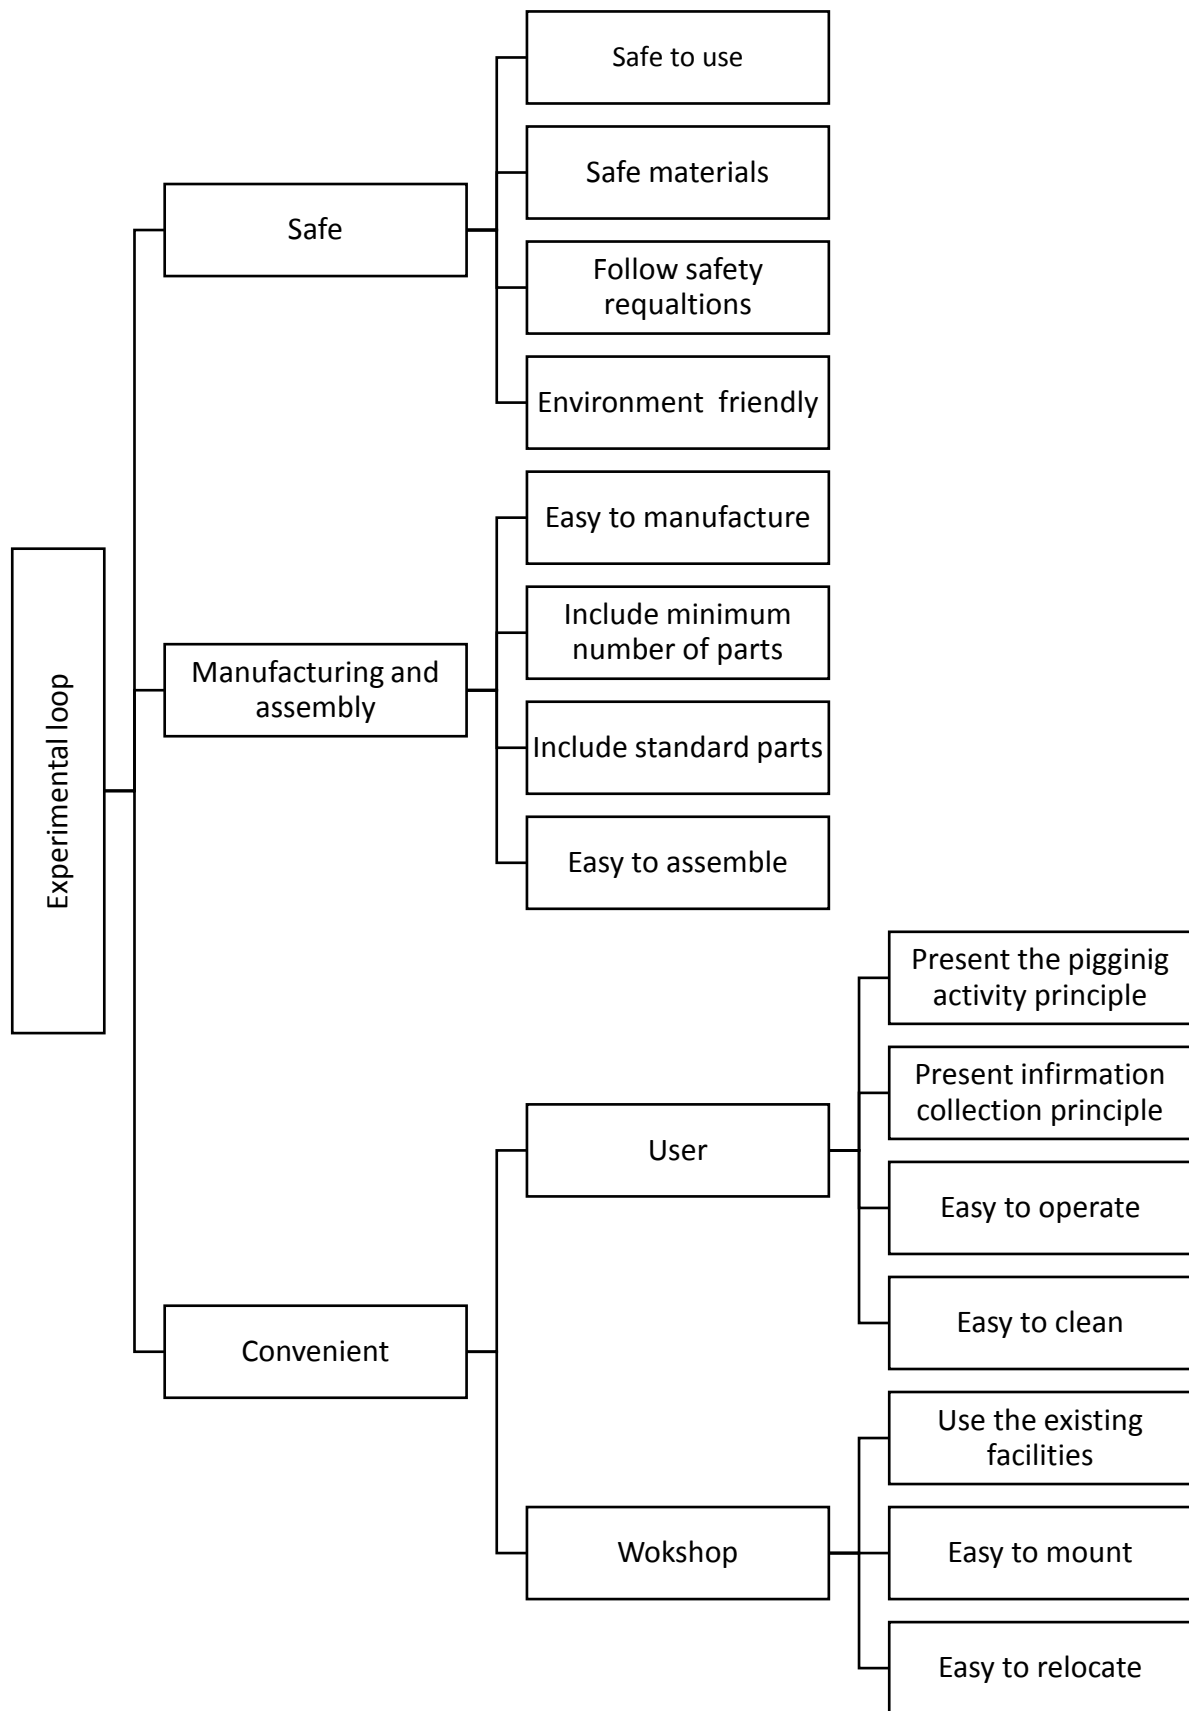 Experimental loop
Safe
Safe to use
Safe materials
Follow safety
requaltions
Environment  friendly
Manufacturing and
assembly
Easy to manufacture
Include minimum
number of parts
Include standard parts
Easy to assemble
Convenient
User
Present the pigginig
activity principle
Present infirmation
collection principle
Easy to operate
Easy to clean
Wokshop
Use the existing
facilities
Easy to mount
Easy to relocate